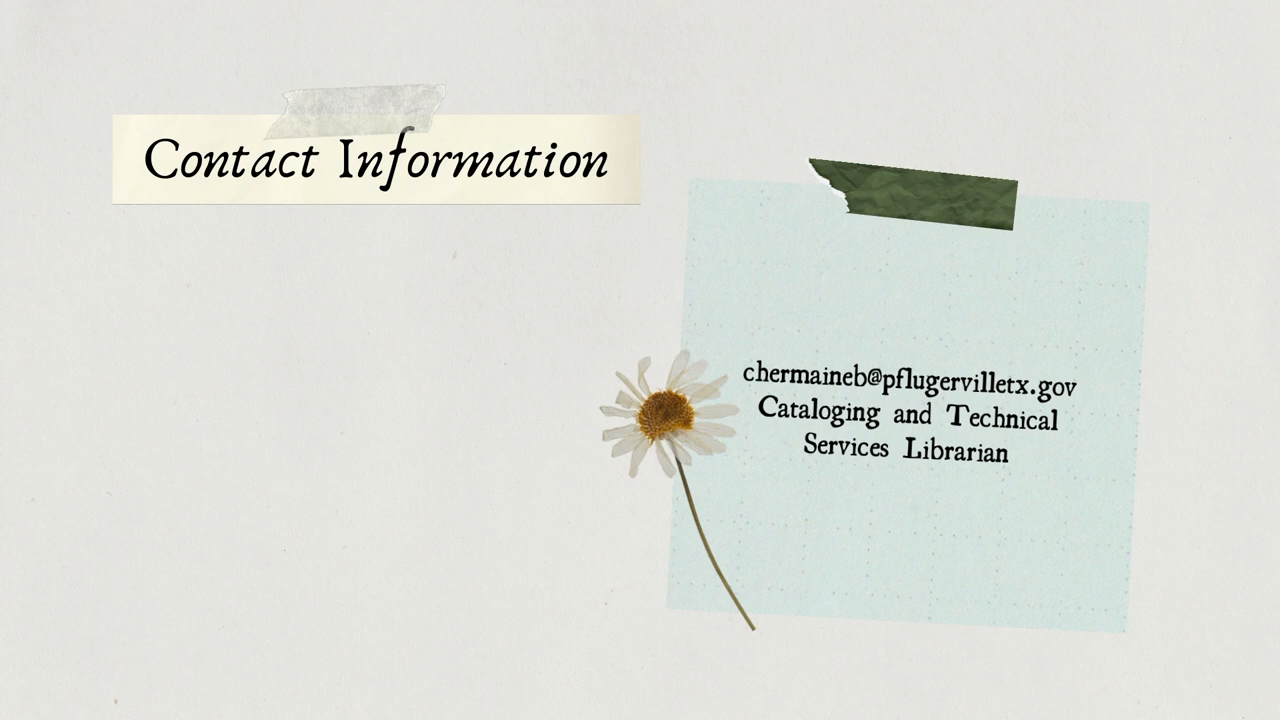 Contact Information
chermaineb@pflugervilletx.gov
Cataloging and Technical
Services Librarian